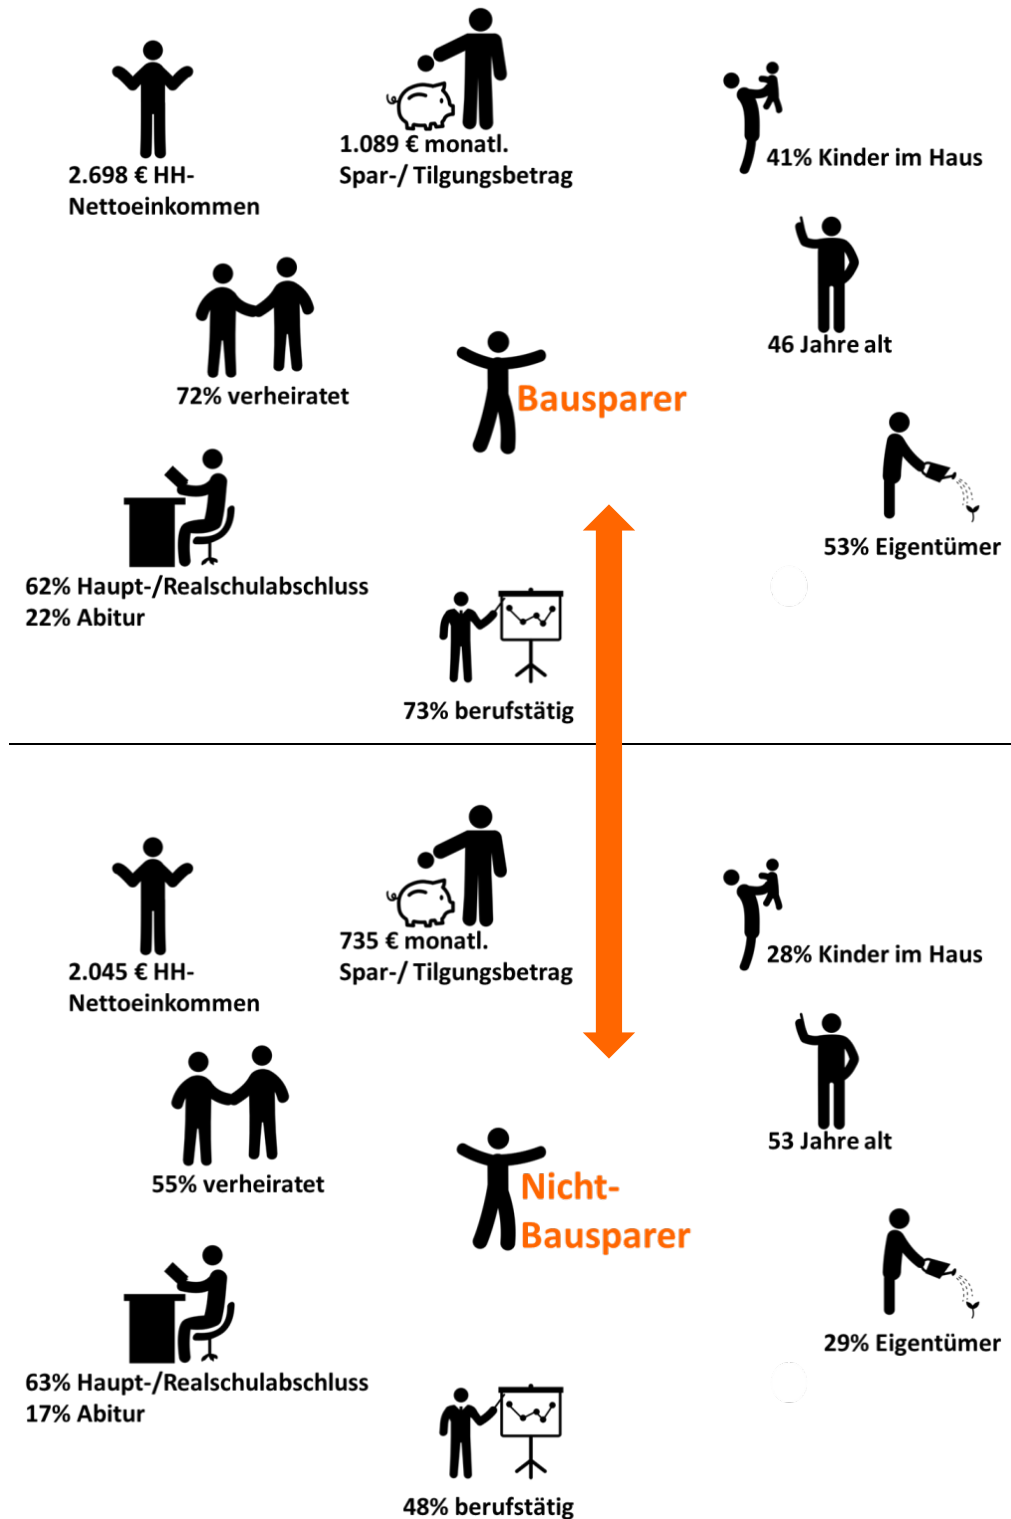 1.089 € monatl.
Spar-/ Tilgungsbetrag
41% Kinder im Haus
2.698 € HH-
Nettoeinkommen
46 Jahre alt
72% verheiratet
Bausparer
53% Eigentümer
62% Haupt-/Realschulabschluss
22% Abitur
73% berufstätig
735 € monatl.
Spar-/ Tilgungsbetrag
28% Kinder im Haus
2.045 € HH-
Nettoeinkommen
53 Jahre alt
55% verheiratet
Nicht-
Bausparer
29% Eigentümer
63% Haupt-/Realschulabschluss
17% Abitur
48% berufstätig